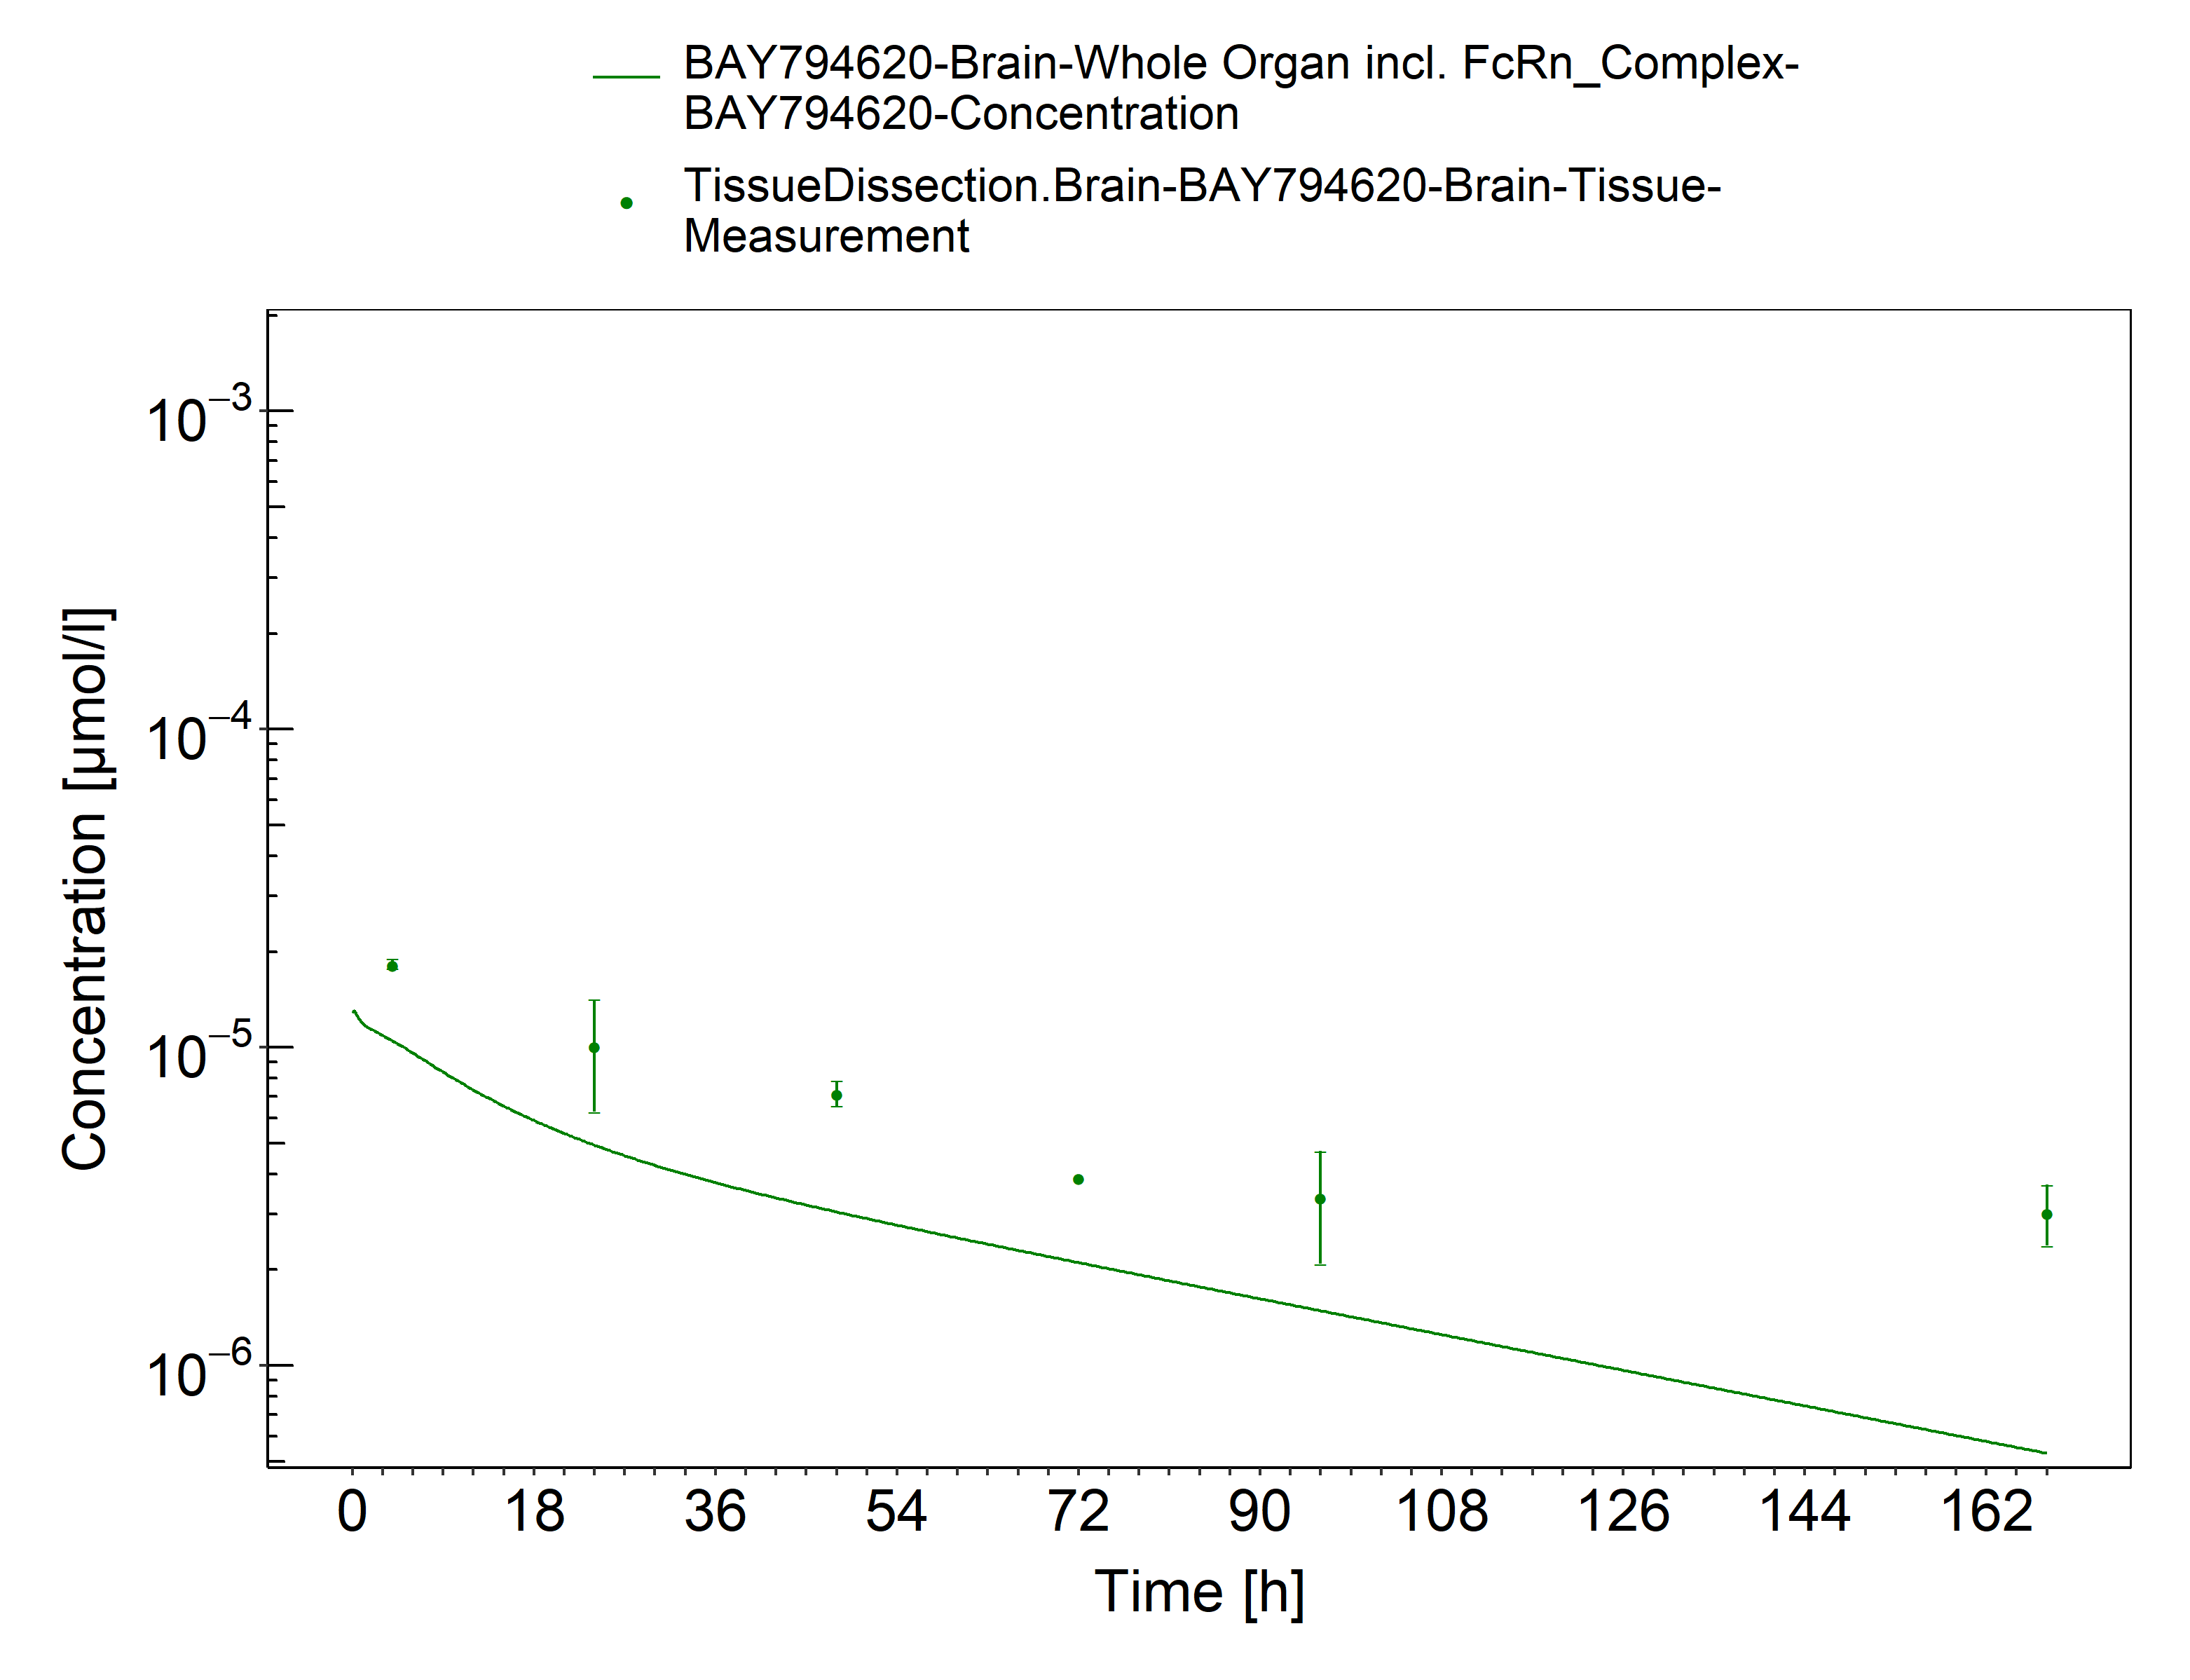 BAY794620-Brain-Whole Organ incl. FcRn_Complex-
BAY794620-Concentration
TissueDissection.Brain-BAY794620-Brain-Tissue-
Measurement
10⁻³
10⁻⁴
10⁻⁵
10⁻⁶
Concentration [µmol/l]
0 18 36 54 72 90 108 126 144 162
Time [h]